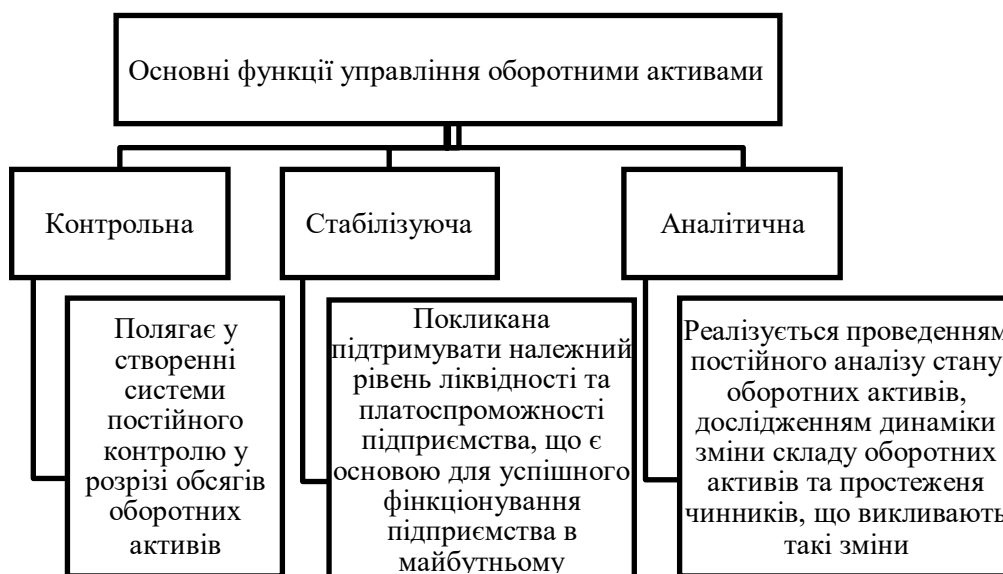 Основні функції управління оборотними активами
Контрольна
Стабілізуюча
Аналітична
Полягає у
створенні
системи
постійного
контролю у
розрізі обсягів
оборотних
активів
Покликана
підтримувати належний
рівень ліквідності та
платоспроможності
підприємства, що є
основою для успішного
фінкціонування
підприємства в
майбутньому
Реалізується проведенням
постійного аналізу стану
оборотних активів,
дослідженням динаміки
зміни складу оборотних
активів та простеженя
чинників, що викливають
такі зміни